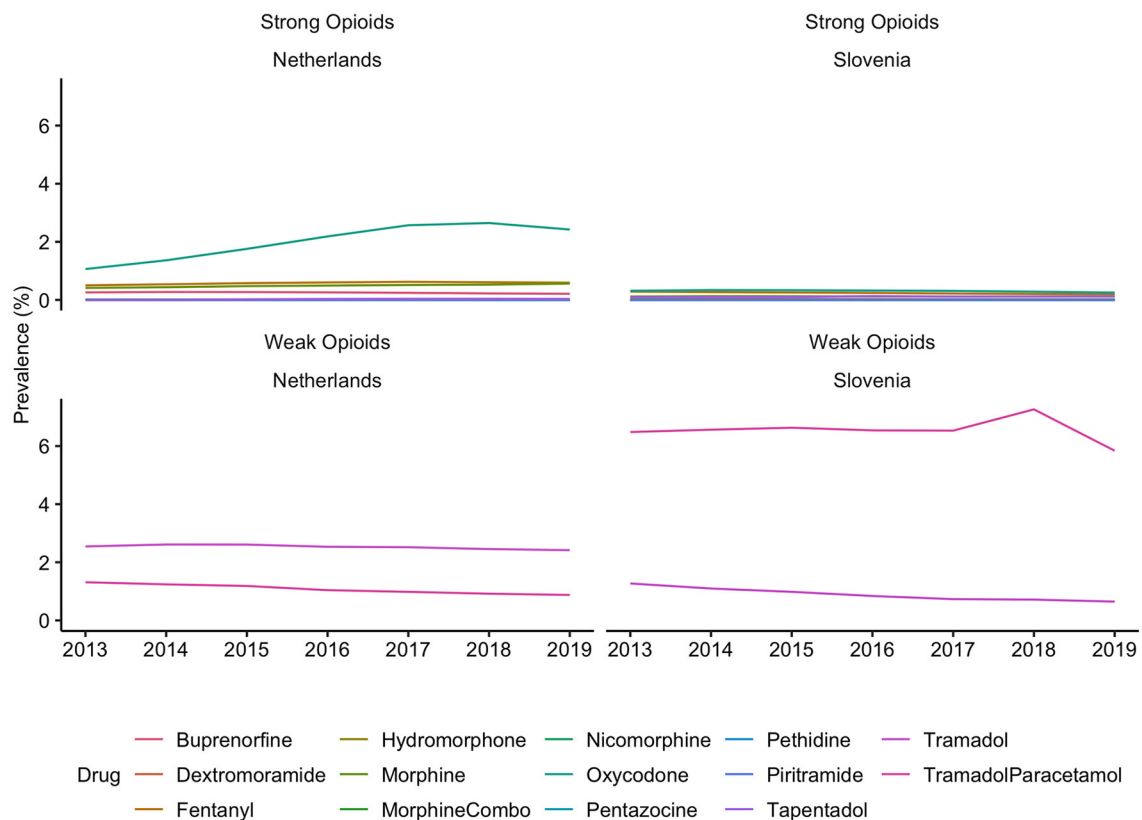 Strong Opioids
Strong Opioids
Netherlands
Slovenia
6
4
2
0
Prevalence (%)
Weak Opioids
Weak Opioids
Netherlands
Slovenia
6
4
2
0
2013 2014 2015 2016 2017 2018 2019
2013 2014 2015 2016 2017 2018 2019
Drug
Buprenorfine
Dextromoramide
Fentanyl
Hydromorphone
Morphine
MorphineCombo
Nicomorphine
Oxycodone
Pentazocine
Pethidine
Piritramide
Tapentadol
Tramadol
TramadolParacetamol